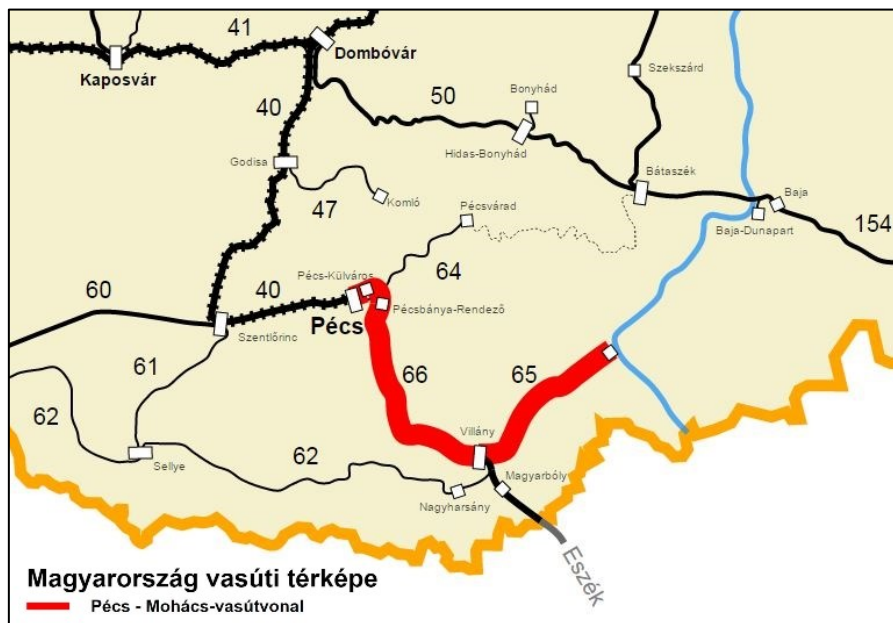 41
Dombóvár
Kaposvár
Szekszárd
Bonyhád
50
40
Hidas-Bonyhád
Godisa
Bátaszék
47
Komló
Baja
Pécsvárad
Baja-Dunapart
154
64
Pécs-Külváros
60
40
Pécsbánya-Rendező
Pécs
Szentlőrinc
61
66
65
62
Villány
62
Sellye
Magyarbóly
Nagyharsány
Eszék
Magyarország vasúti térképe
Pécs - Mohács-vasútvonal